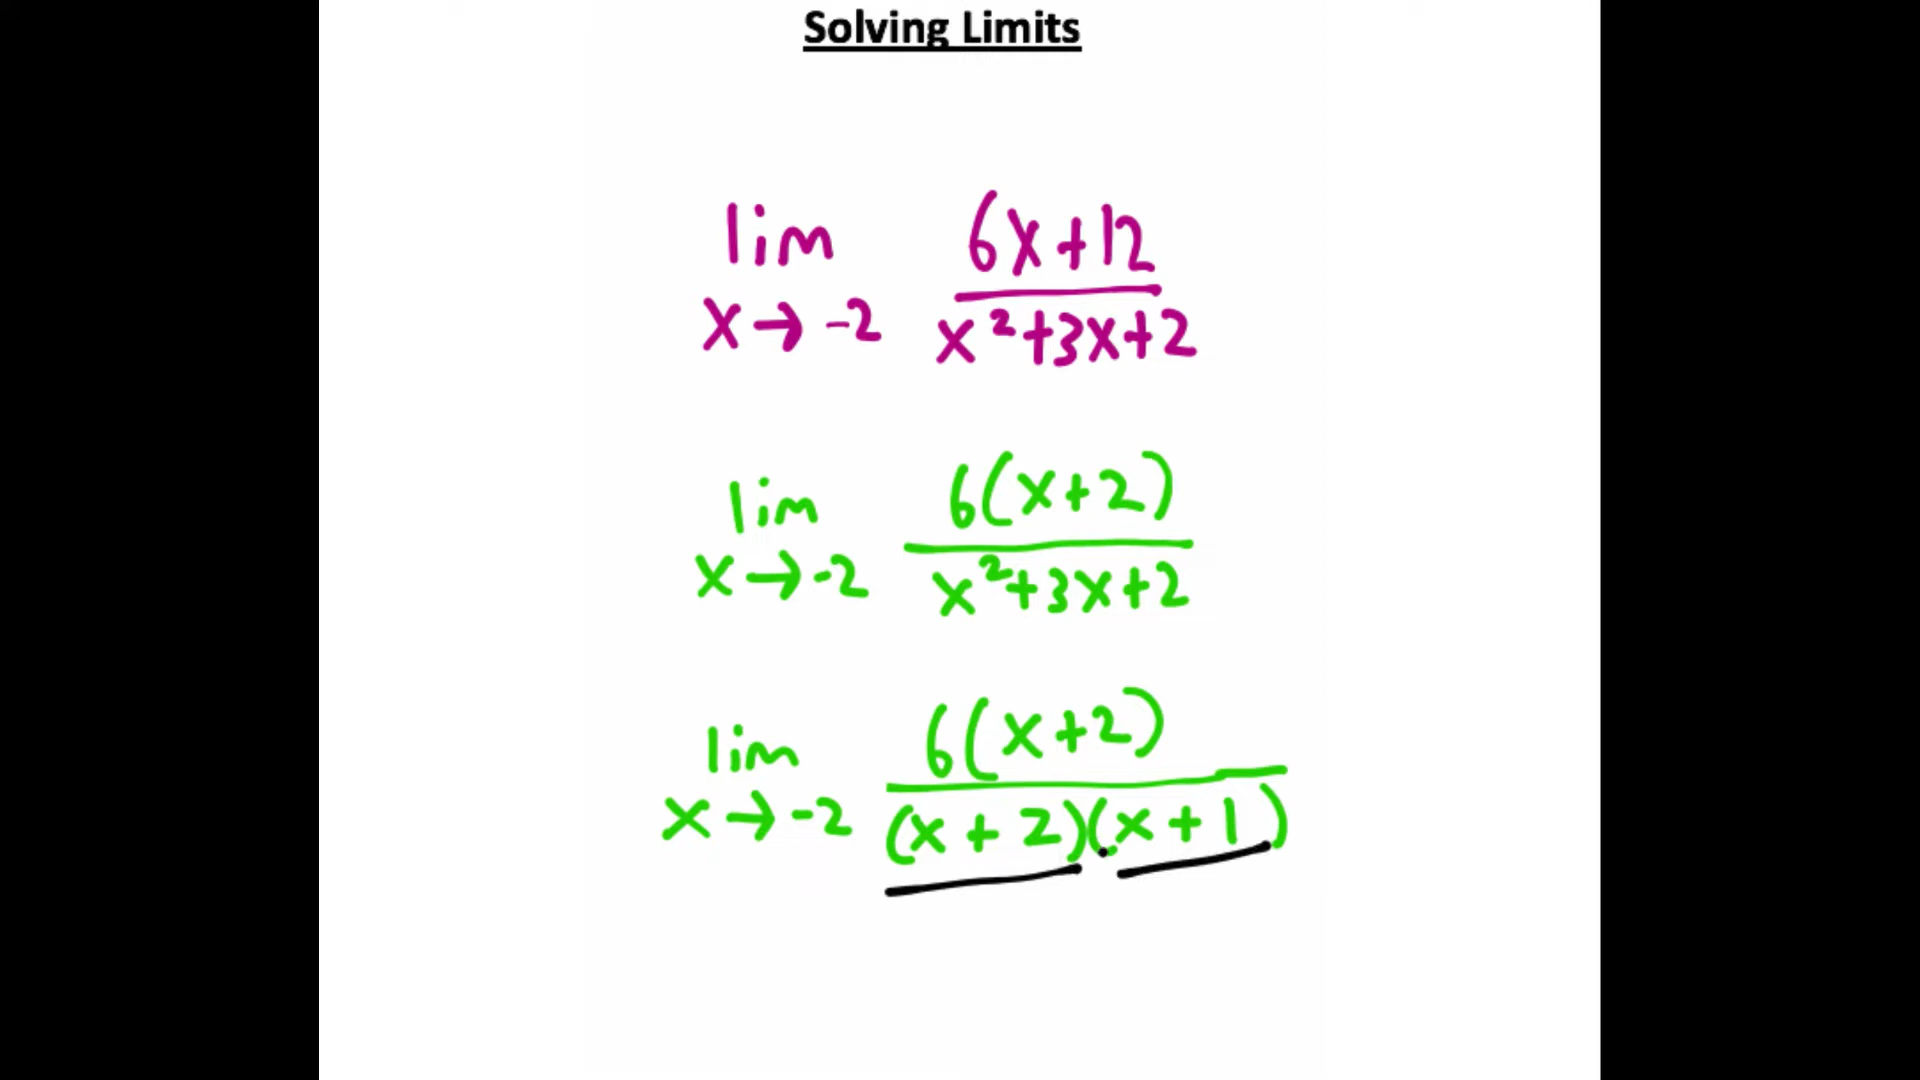 Solving Limits
lim 6x+12
x→-2 x²+3x+2
lim 6(x+2)
x→-2 x²+3x+2
lim 6(x+2)
x→-2 (x+2)(x+1)